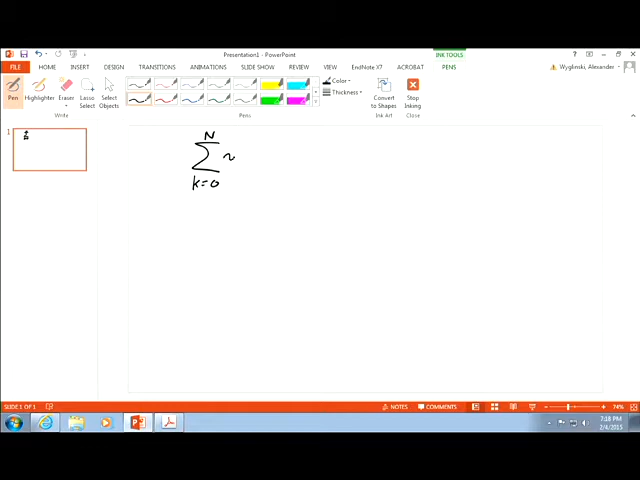 Presentation1 - PowerPoint
INK TOOLS
FILE HOME INSERT DESIGN TRANSITIONS ANIMATIONS SLIDE SHOW REVIEW VIEW EndNote X7 ACROBAT PENS
Wyglinski, Alexander
Pen Highlighter Eraser Lasso Select Color Convert Stop
Select Objects Thickness to Shapes Inking
Write Pens Ink Art Close
1
N
∑ ~
k=0
SLIDE 1 OF 1 NOTES COMMENTS 74%
7:18 PM
2/4/2015